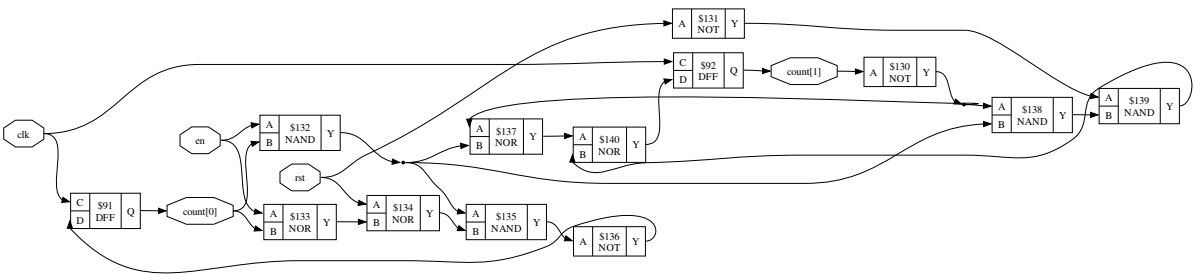 A $131 Y
NOT
C $92 Q
D DFF
count[1]
A $130 Y
NOT
A $138 Y
B NAND
A $139 Y
B NAND
clk
en
A $132 Y
B NAND
A $137 Y
B NOR
A $140 Y
B NOR
rst
C $91 Q
D DFF
count[0]
A $133 Y
B NOR
A $134 Y
B NOR
A $135 Y
B NAND
A $136 Y
NOT